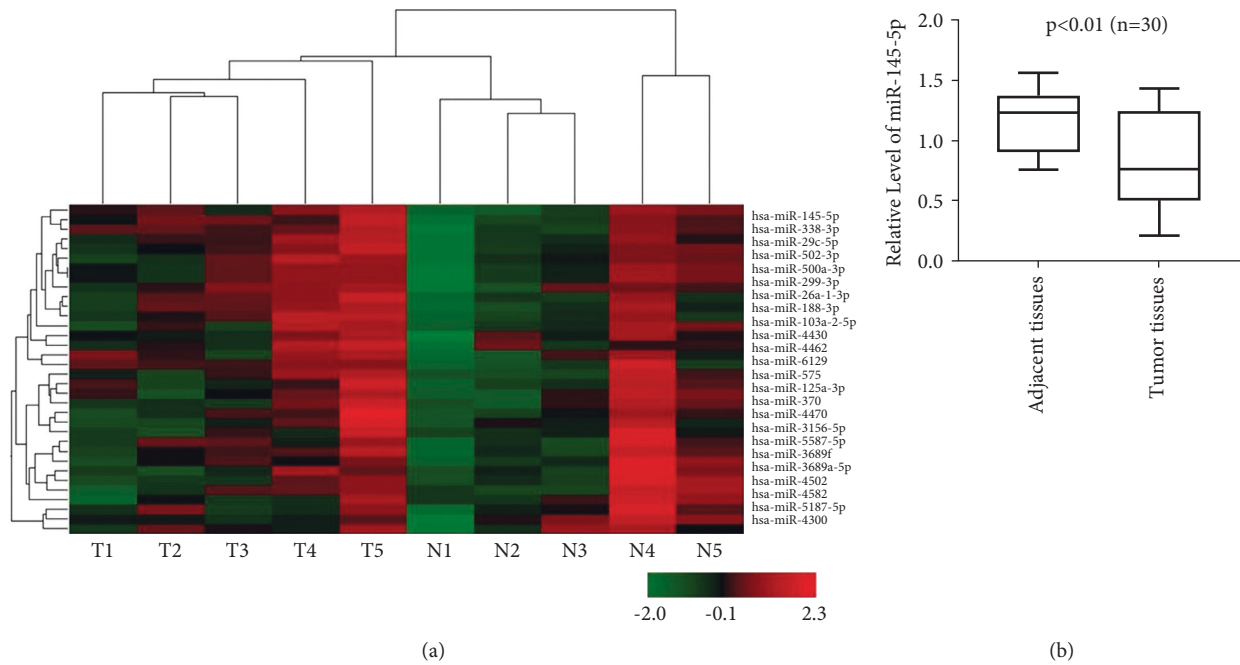 hsa-miR-145-5p
hsa-miR-338-3p
hsa-miR-29c-5p
hsa-miR-502-3p
hsa-miR-500a-3p
hsa-miR-299-3p
hsa-miR-26a-1-3p
hsa-miR-188-3p
hsa-miR-103a-2-5p
hsa-miR-4430
hsa-miR-4462
hsa-miR-6129
hsa-miR-575
hsa-miR-125a-3p
hsa-miR-370
hsa-miR-4470
hsa-miR-3156-5p
hsa-miR-5587-5p
hsa-miR-3689f
hsa-miR-3689a-5p
hsa-miR-4502
hsa-miR-4582
hsa-miR-5187-5p
hsa-miR-4300
T1 T2 T3 T4 T5 N1 N2 N3 N4 N5
-2.0 -0.1 2.3
(a)
p<0.01 (n=30)
Relative Level of miR-145-5p
2.0
1.5
1.0
0.5
0.0
Adjacent tissues
Tumor tissues
(b)